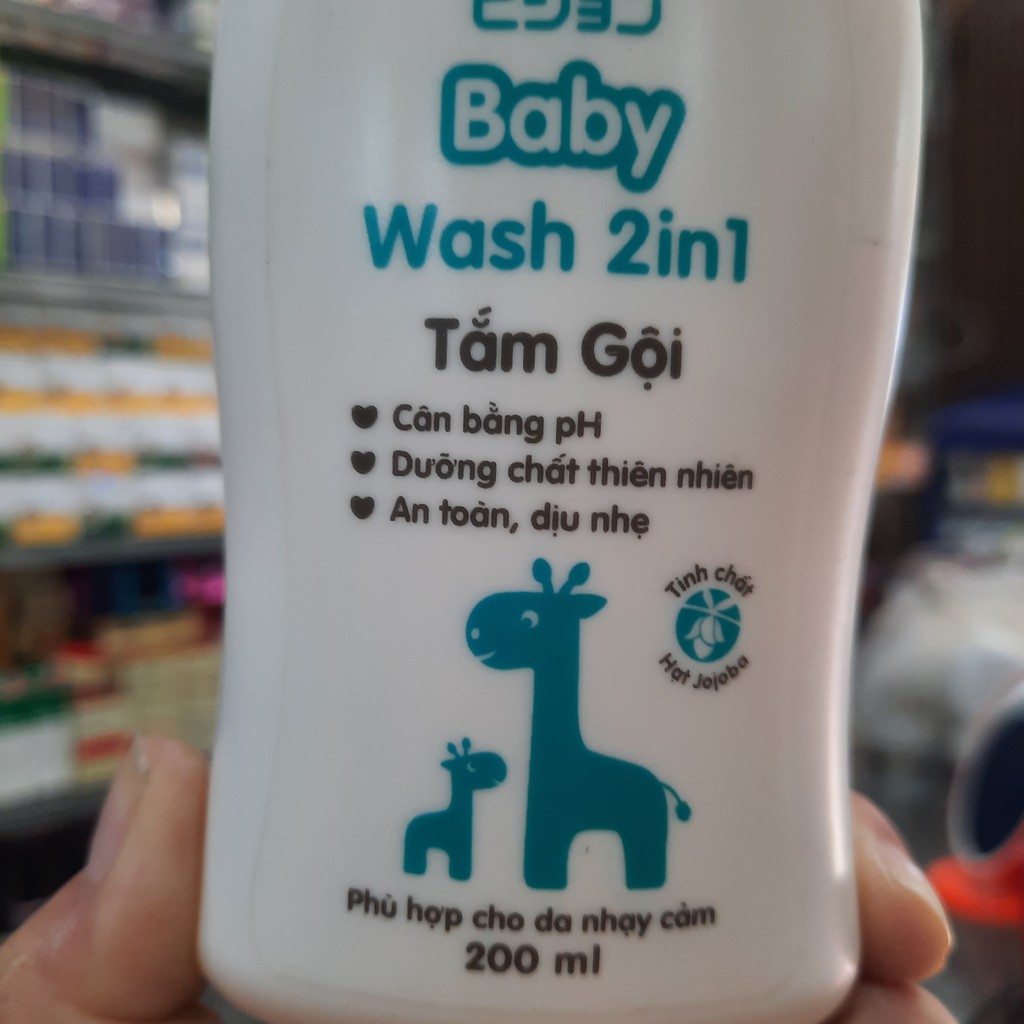 Baby
Wash 2in1
Tắm Gội
Cân bằng pH
Dưỡng chất thiên nhiên
An toàn, dịu nhẹ
Tinh chất
Hạt Jojoba
Phù hợp cho da nhạy cảm
200 ml